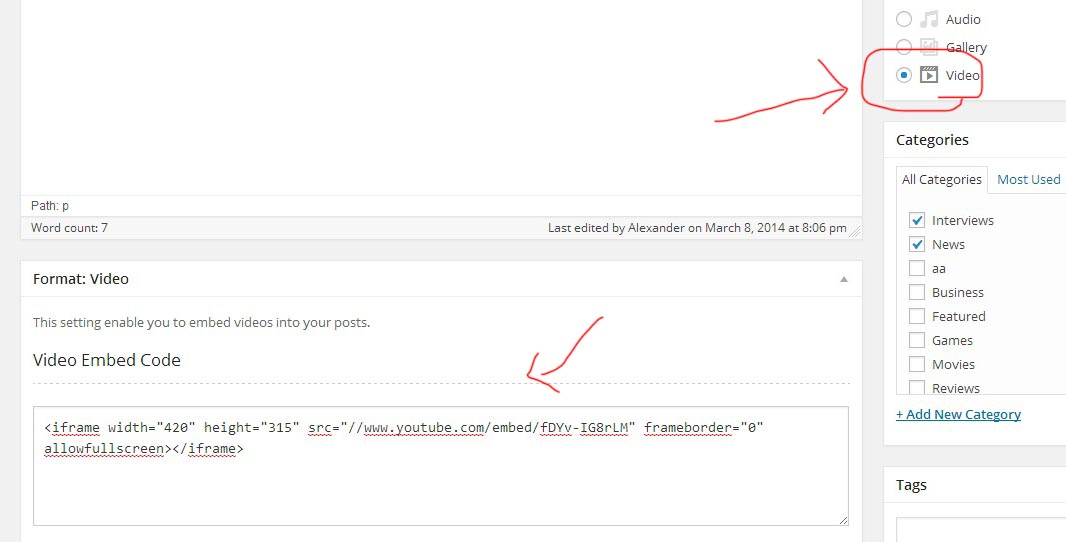 Audio
Gallery
Video
Path: p
Word count: 7
Last edited by Alexander on March 8, 2014 at 8:06 pm
Format: Video
This setting enable you to embed videos into your posts.
Video Embed Code
<iframe width="420" height="315" src="//www.youtube.com/embed/fDYv-IG8rLM" frameborder="0"
allowfullscreen></iframe>
Categories
All Categories
Most Used
Interviews
News
aa
Business
Featured
Games
Movies
Reviews
+ Add New Category
Tags